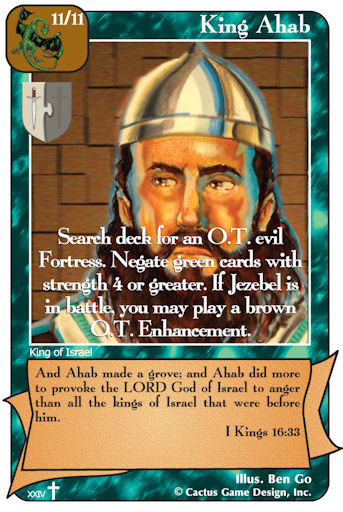 11/11
King Ahab
Search deck for an O.T. evil
Fortress. Negate green cards with
strength 4 or greater. If Jezebel is
in battle, you may play a brown
O.T. Enhancement.
King of Israel
And Ahab made a grove; and Ahab did more
to provoke the LORD God of Israel to anger
than all the kings of Israel that were before
him.
I Kings 16:33
Illus. Ben Go
XXIV
© Cactus Game Design, Inc.